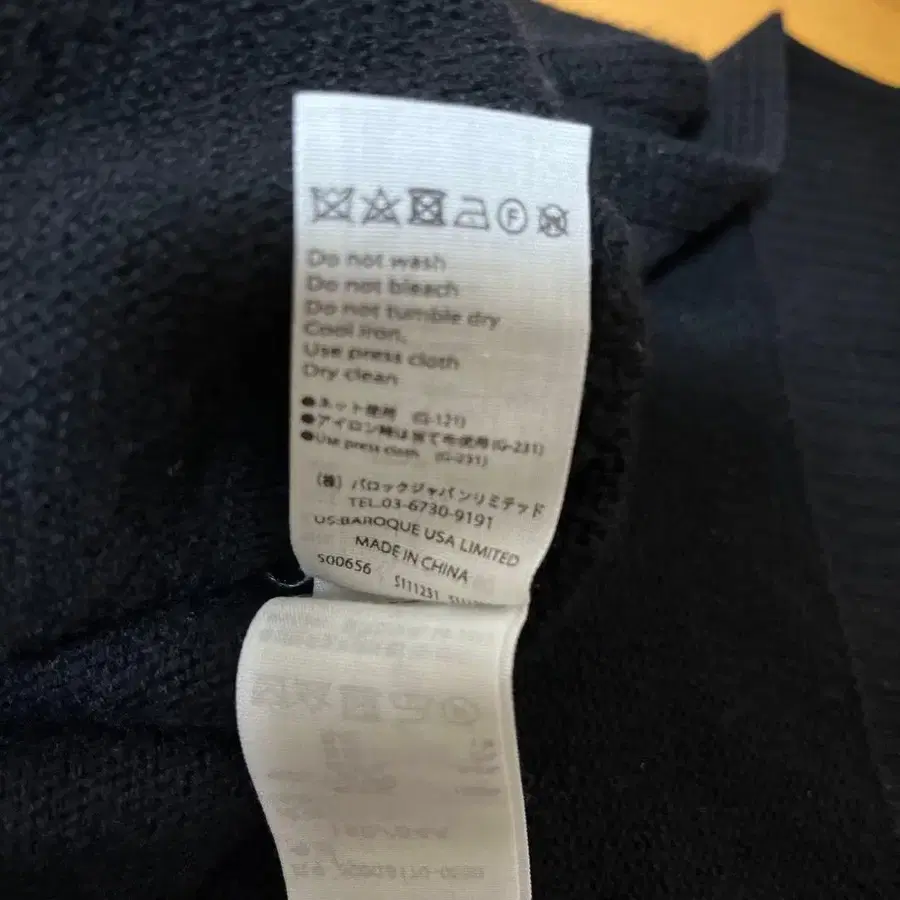 F W
Do not wash
Do not bleach
Do not tumble dry
Cool iron,
Use press cloth
Dry clean
●ネット使用 (G-121)
●アイロン時は当て布使用(G-231)
●Use press cloth (G-231)
(株) バロックジャパンリミテッド
TEL.03-6730-9191
US:BAROQUE USA LIMITED
MADE IN CHINA
S00656 S111231